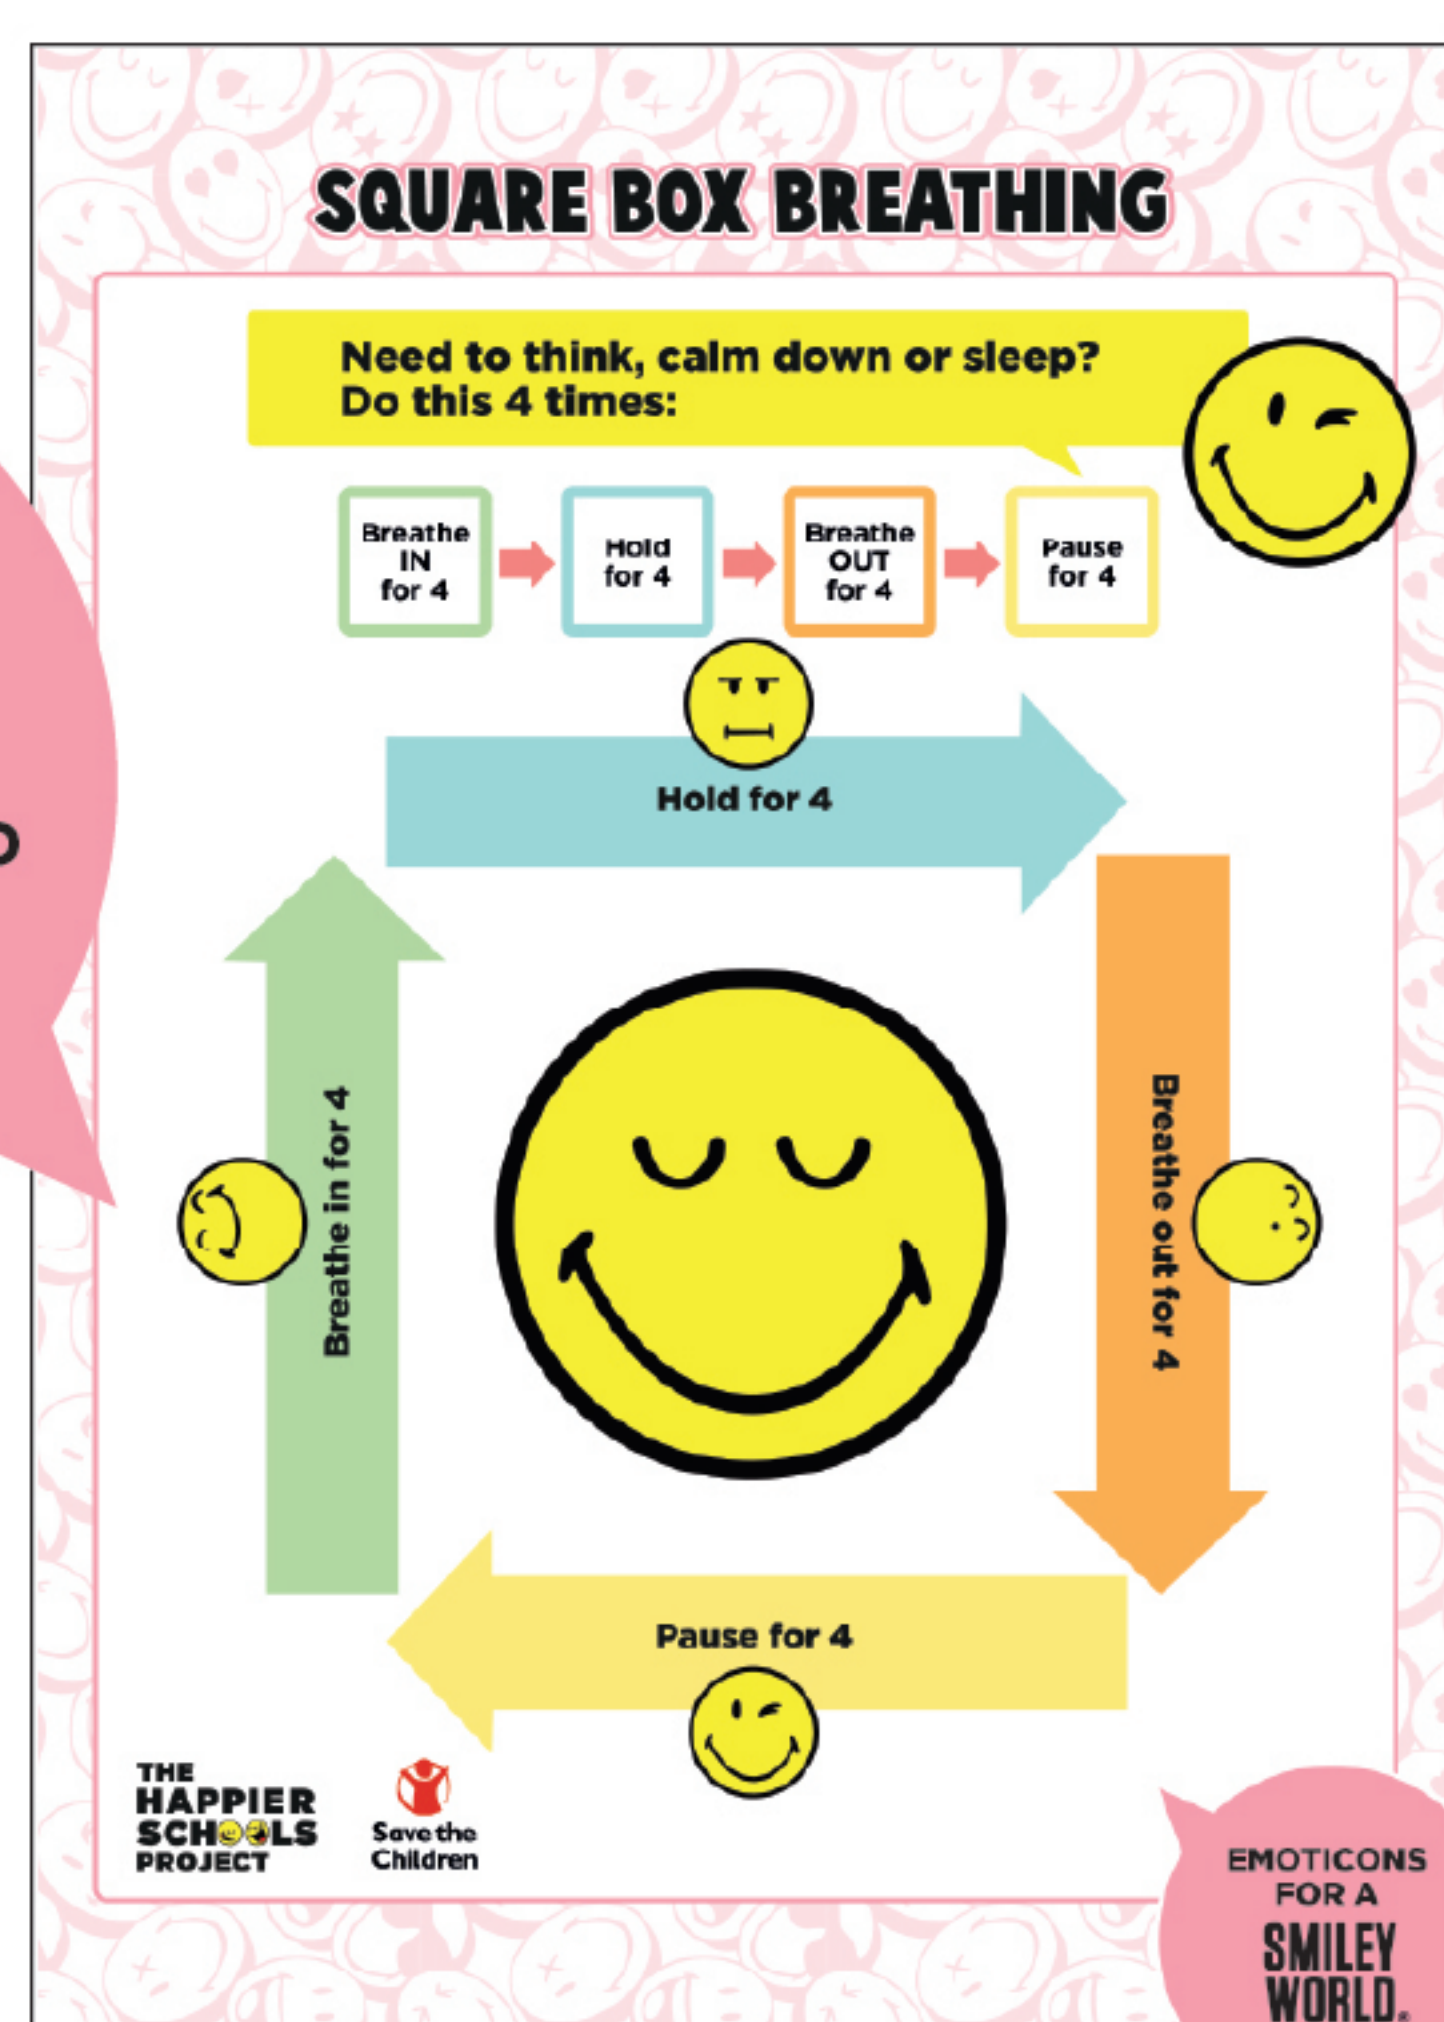 SQUARE BOX BREATHING
Need to think, calm down or sleep?
Do this 4 times:
Breathe
IN
for 4
Hold
for 4
Breathe
OUT
for 4
Pause
for 4
Hold for 4
Breathe in for 4
Breathe out for 4
Pause for 4
THE
HAPPIER
SCHOOLS
PROJECT
Save the
Children
EMOTICONS
FOR A
SMILEY
WORLD®